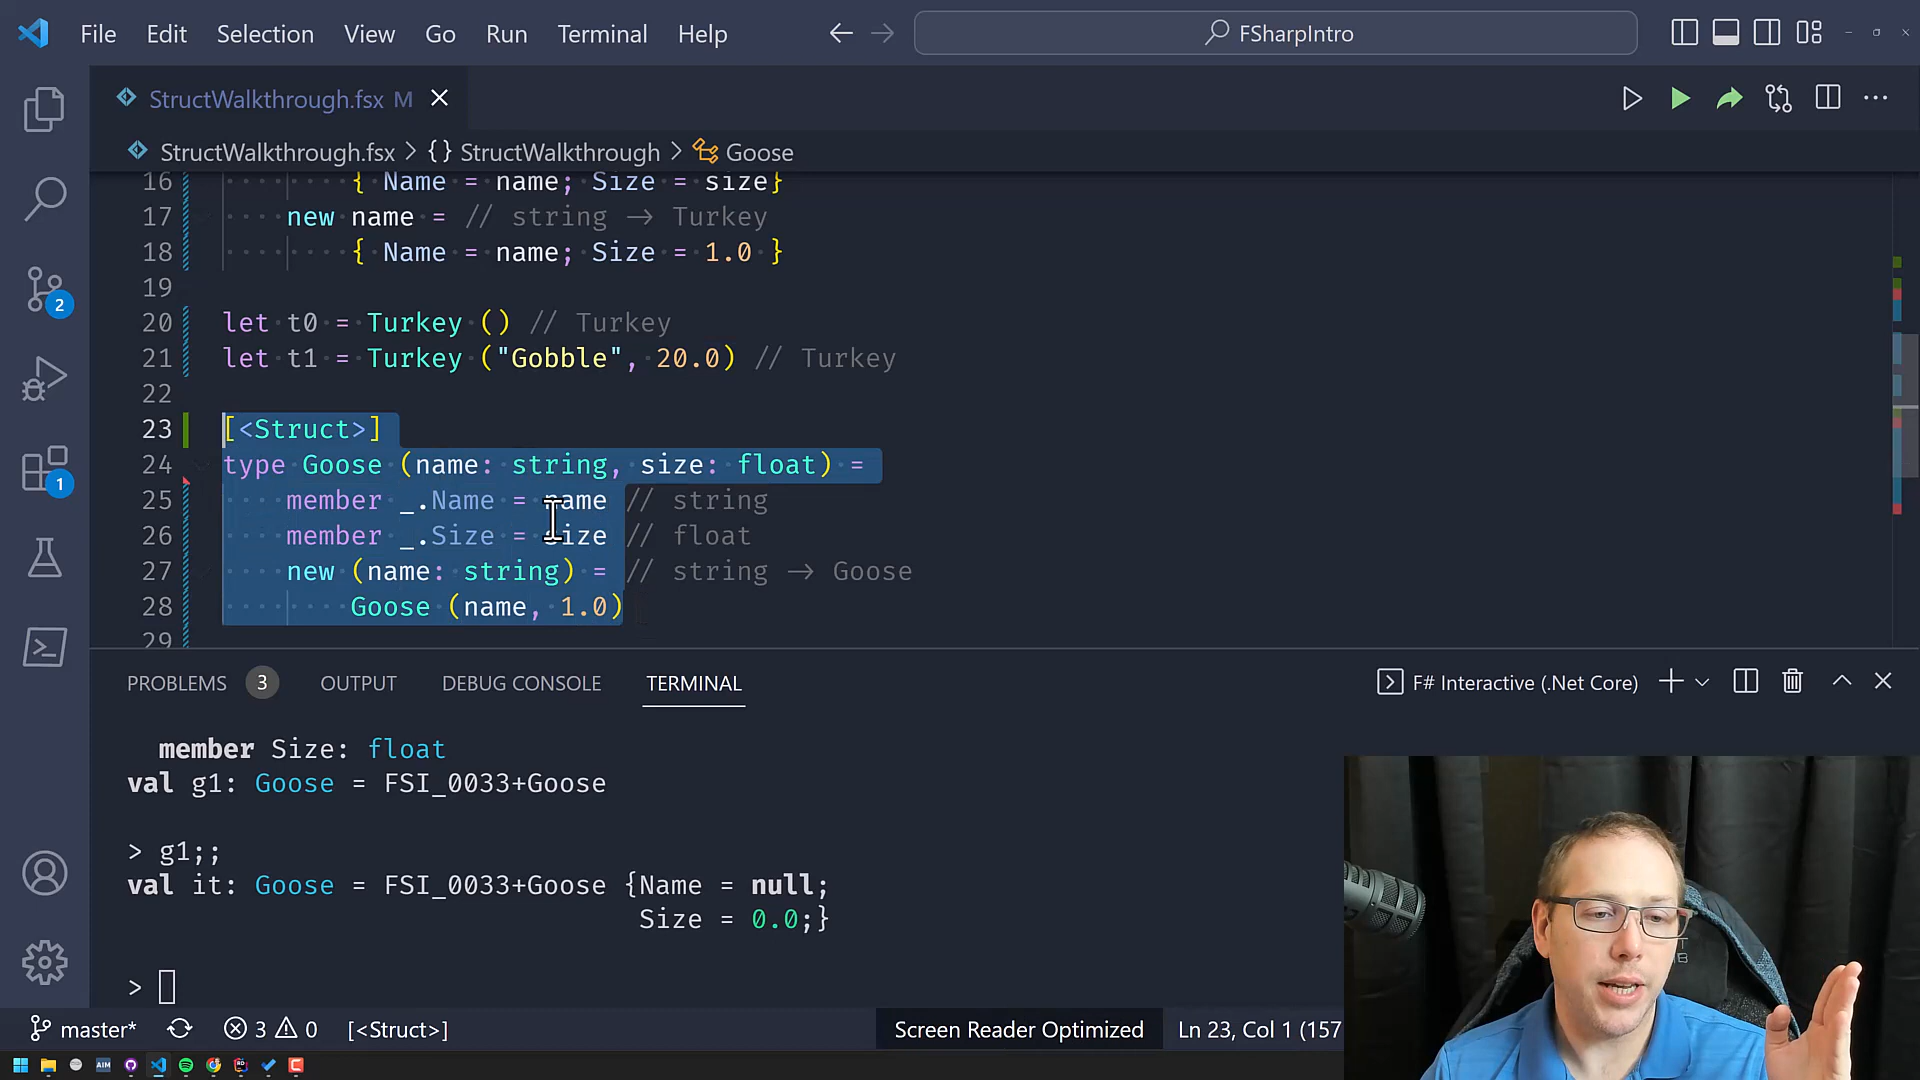 File Edit Selection View Go Run Terminal Help
FSharpIntro
StructWalkthrough.fsx M
StructWalkthrough.fsx > {} StructWalkthrough > Goose
16 { Name = name; Size = size}
17 new name = // string → Turkey
18 { Name = name; Size = 1.0 }
19
20 let t0 = Turkey () // Turkey
21 let t1 = Turkey ("Gobble", 20.0) // Turkey
22
23 [<Struct>]
24 type Goose (name: string, size: float) =
25 member _.Name = name // string
26 member _.Size = size // float
27 new (name: string) = // string → Goose
28 Goose (name, 1.0)
29
2
1
PROBLEMS 3 OUTPUT DEBUG CONSOLE TERMINAL
F# Interactive (.Net Core)
member Size: float
val g1: Goose = FSI_0033+Goose
> g1;;
val it: Goose = FSI_0033+Goose {Name = null;
Size = 0.0;}
>
master* 3 0 [<Struct>] Screen Reader Optimized Ln 23, Col 1 (157
AIM